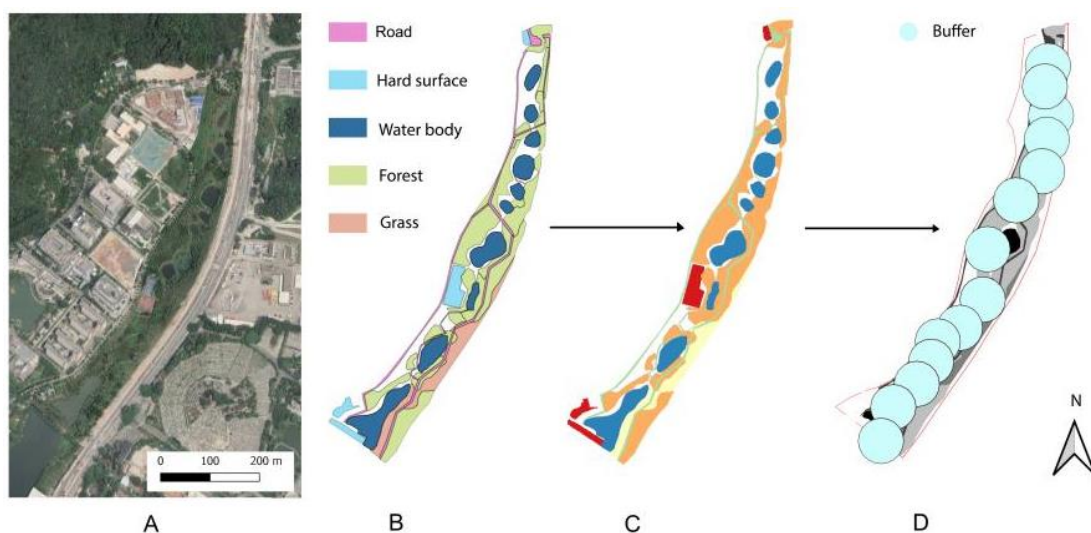 Road
Hard surface
Water body
Forest
Grass
Buffer
N
0 100 200 m
A B C D